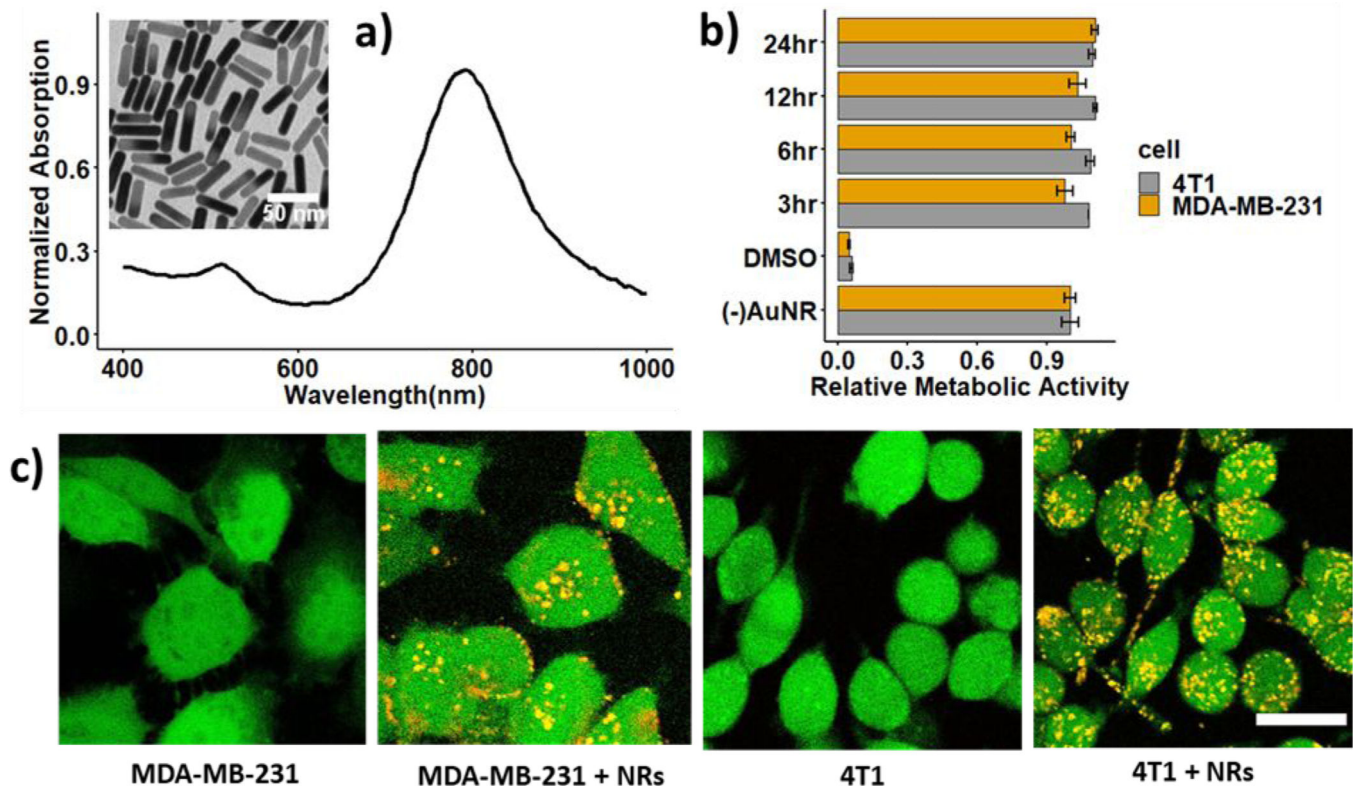 a)
Normalized Absorption
0.9
0.6
0.3
0.0
50 nm
400
600
800
1000
Wavelength(nm)
b)
24hr
12hr
6hr
3hr
DMSO
(-)AuNR
0.0
0.3
0.6
0.9
Relative Metabolic Activity
cell
4T1
MDA-MB-231
c)
MDA-MB-231
MDA-MB-231 + NRs
4T1
4T1 + NRs